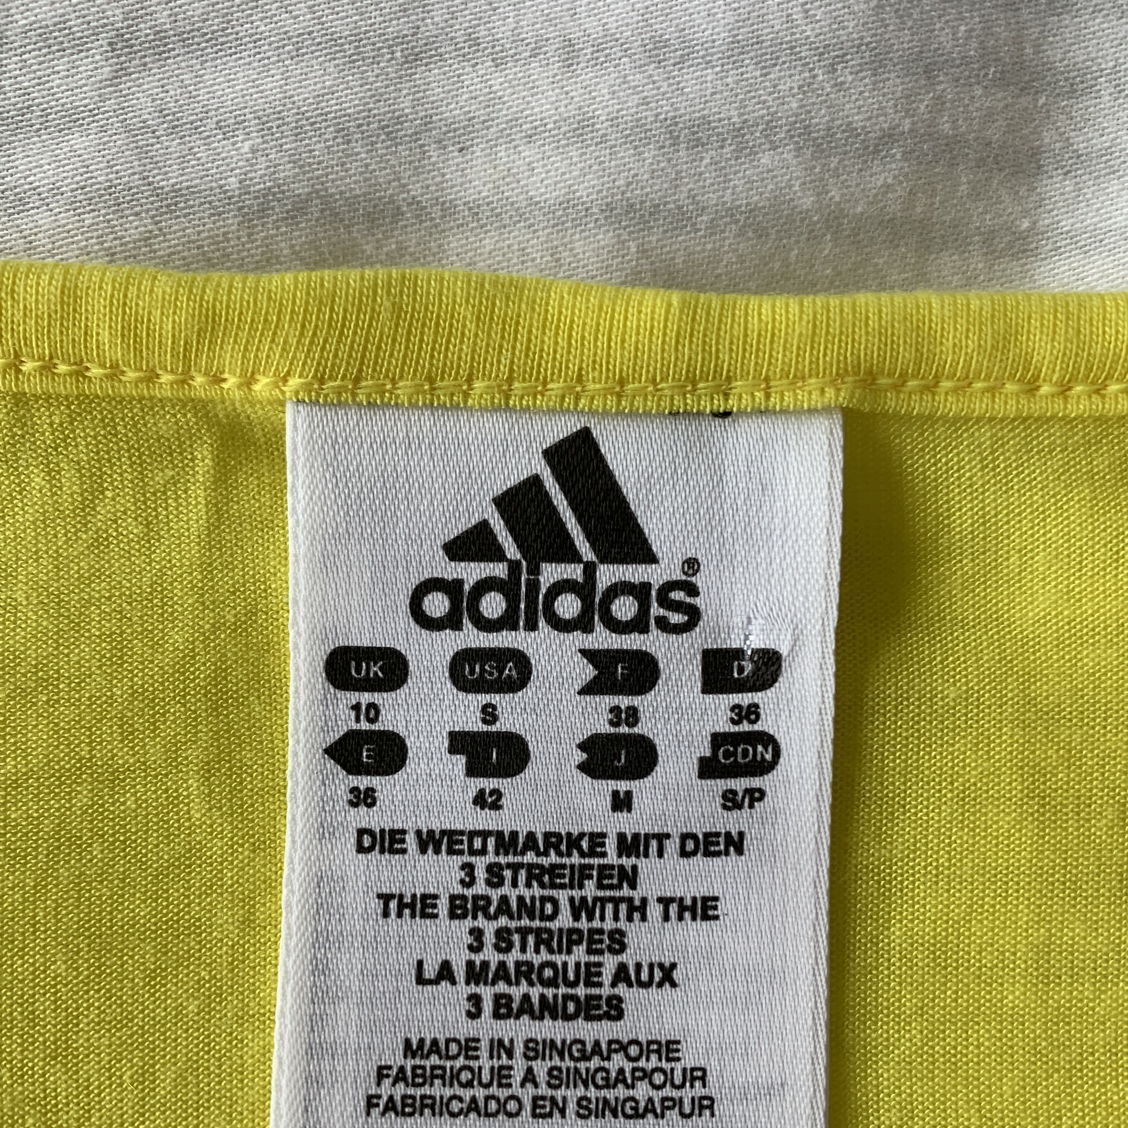 adidas®
UK USA F D
10 S 38 36
E I J CDN
36 42 M S/P
DIE WELTMARKE MIT DEN
3 STREIFEN
THE BRAND WITH THE
3 STRIPES
LA MARQUE AUX
3 BANDES
MADE IN SINGAPORE
FABRIQUE A SINGAPOUR
FABRICADO EN SINGAPUR